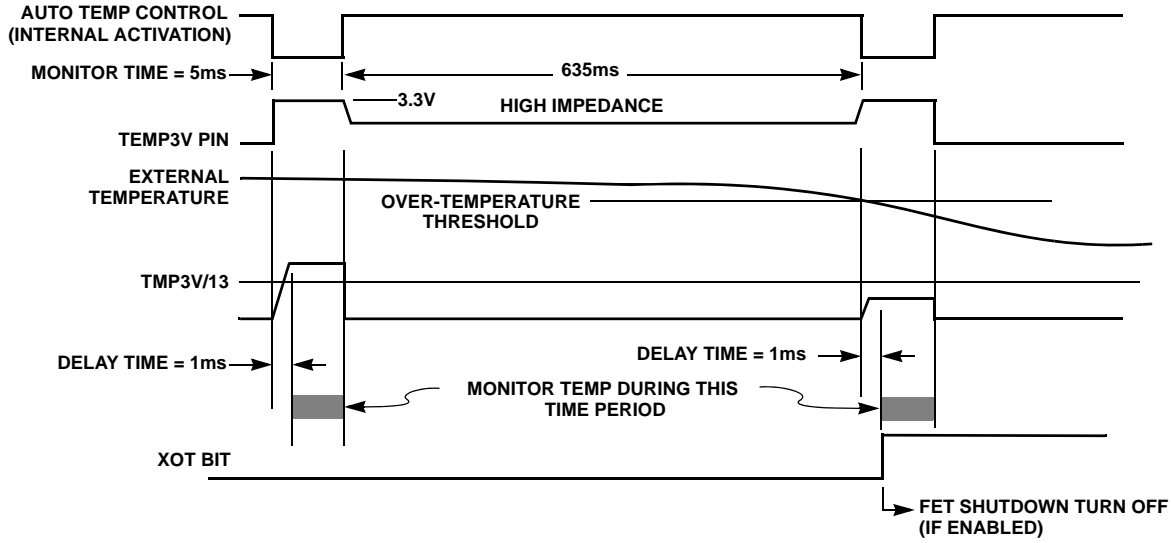 AUTO TEMP CONTROL
(INTERNAL ACTIVATION)
MONITOR TIME = 5ms
635ms
3.3V
HIGH IMPEDANCE
TEMP3V PIN
EXTERNAL
TEMPERATURE
OVER-TEMPERATURE
THRESHOLD
TMP3V/13
DELAY TIME = 1ms
DELAY TIME = 1ms
MONITOR TEMP DURING THIS
TIME PERIOD
XOT BIT
FET SHUTDOWN TURN OFF
(IF ENABLED)